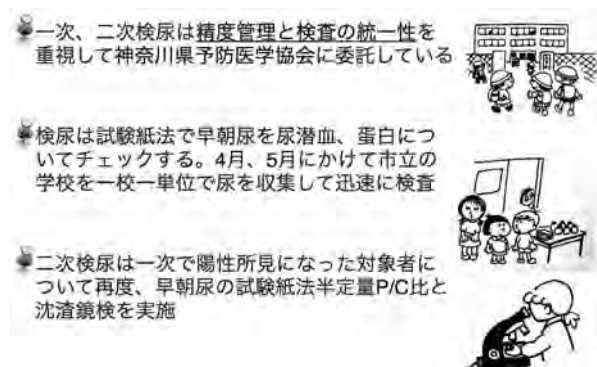 一次、二次検尿は精度管理と検査の統一性を
重視して神奈川県予防医学協会に委託している
検尿は試験紙法で早朝尿を尿潜血、蛋白につ
いてチェックする。4月、5月にかけて市立の
学校を一校一単位で尿を収集して迅速に検査
二次検尿は一次で陽性所見になった対象者に
ついて再度、早朝尿の試験紙法半定量P/C比と
沈渣鏡検を実施